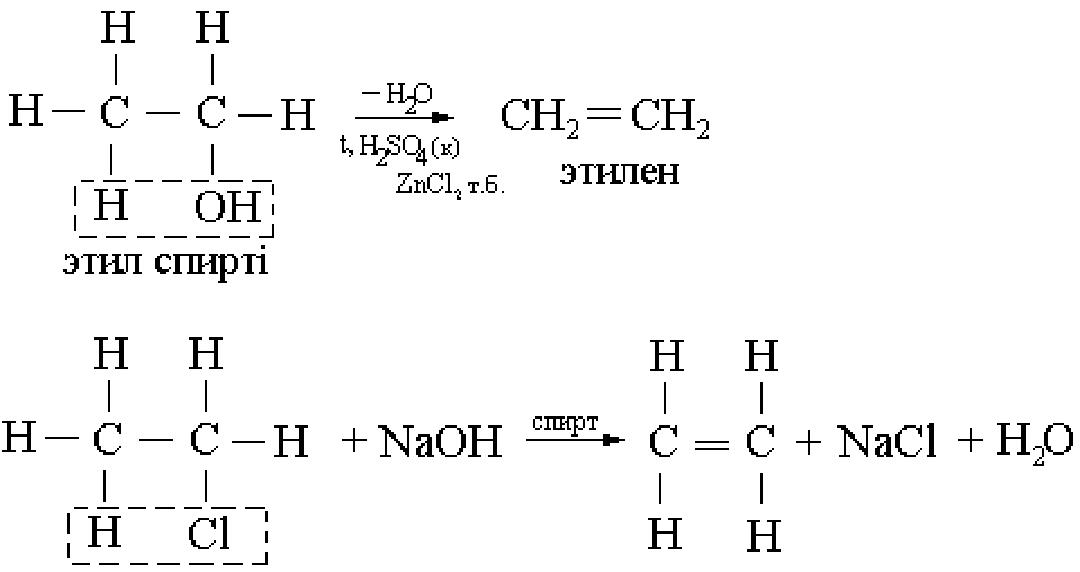 H H
H – C – C – H –H₂O CH₂=CH₂
t, H₂SO₄(к) этилен
ZnCl₂ т.б.
H OH
этил спирті
H H H H
H – C – C – H + NaOH спирт C = C + NaCl + H₂O
H Cl H H